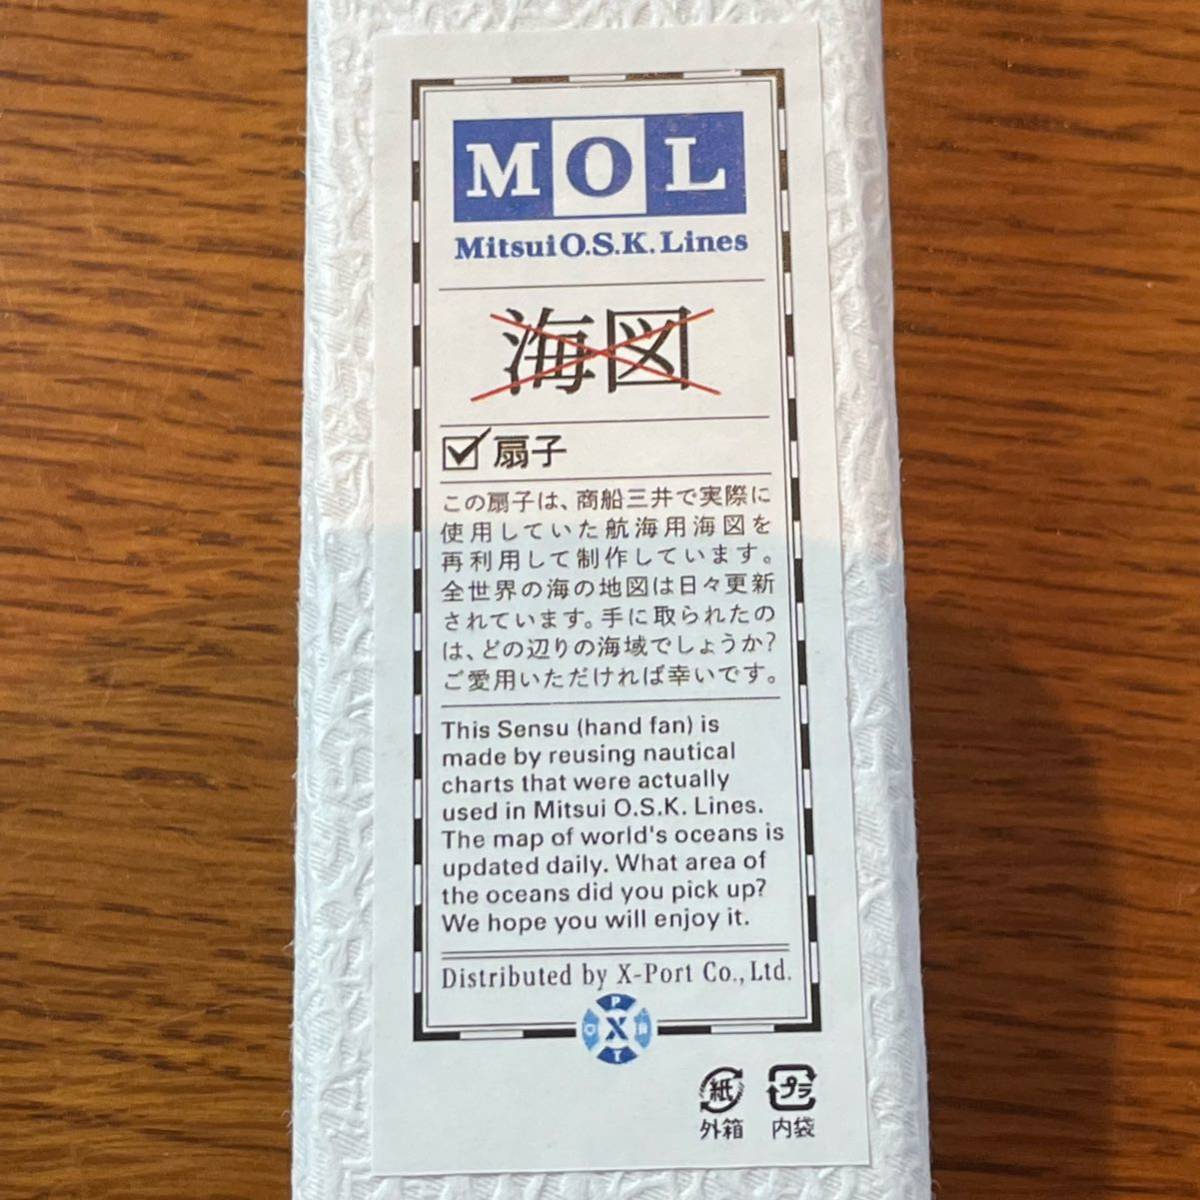 MOL
Mitsui O.S.K. Lines
海図
扇子
この扇子は、商船三井で実際に
使用していた航海用海図を
再利用して制作しています。
全世界の海の地図は日々更新
されています。手に取られたの
は、どの辺りの海域でしょうか?
ご愛用いただければ幸いです。
This Sensu (hand fan) is
made by reusing nautical
charts that were actually
used in Mitsui O.S.K. Lines.
The map of world's oceans is
updated daily. What area of
the oceans did you pick up?
We hope you will enjoy it.
Distributed by X-Port Co., Ltd.
P
O X R
T
紙 プラ
外箱 内袋